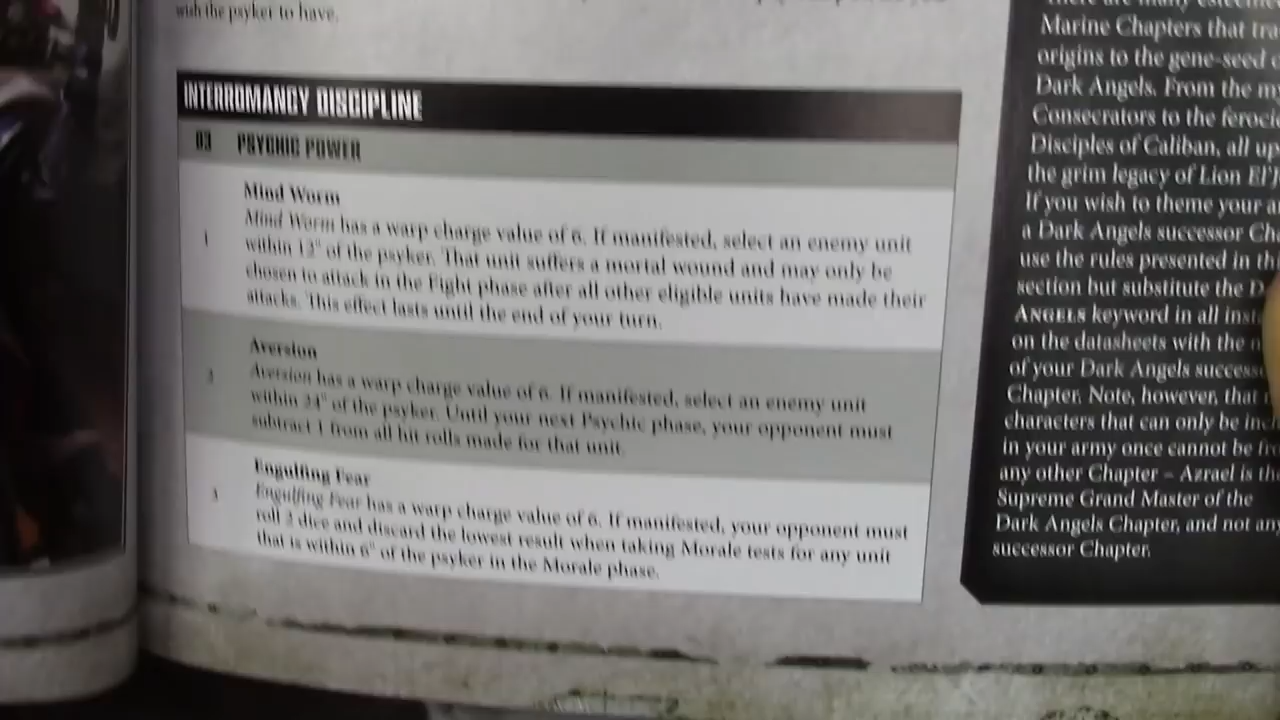 wish the psyker to have.
INTERROMANCY DISCIPLINE
D3 PSYCHIC POWER
Mind Worm
1
Mind Worm has a warp charge value of 6. If manifested, select an enemy unit
within 12" of the psyker. That unit suffers a mortal wound and may only be
chosen to attack in the Fight phase after all other eligible units have made their
attacks. This effect lasts until the end of your turn.
Aversion
2
Aversion has a warp charge value of 6. If manifested, select an enemy unit
within 24" of the psyker. Until your next Psychic phase, your opponent must
subtract 1 from all hit rolls made for that unit.
Engulfing Fear
3
Engulfing Fear has a warp charge value of 6. If manifested, your opponent must
roll 2 dice and discard the lowest result when taking Morale tests for any unit
that is within 6" of the psyker in the Morale phase.
There are many
Marine Chapters that
origins to the gene-seed
Dark Angels. From the
Consecrators to the
Disciples of Caliban, all
the grim legacy of Lion
If you wish to theme your
a Dark Angels successor
use the rules presented in
section but substitute the
ANGELS keyword in all
on the datasheets with the
of your Dark Angels
Chapter. Note, however, that
characters that can only be
in your army once cannot be
any other Chapter – Azrael is
Supreme Grand Master of the
Dark Angels Chapter, and not
successor Chapter.